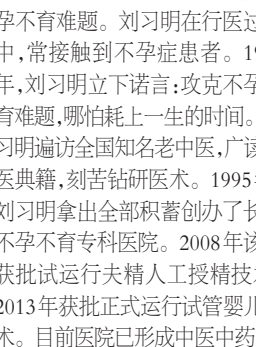 孕不育难题。刘习明在行医过
中,常接触到不孕症患者。19
年,刘习明立下诺言:攻克不孕
育难题,哪怕耗上一生的时间。
习明遍访全国知名老中医,广读
医典籍,刻苦钻研医术。1995年
刘习明拿出全部积蓄创办了长
不孕不育专科医院。2008年该
获批试运行夫精人工授精技术
2013年获批正式运行试管婴儿
术。目前医院已形成中医中药